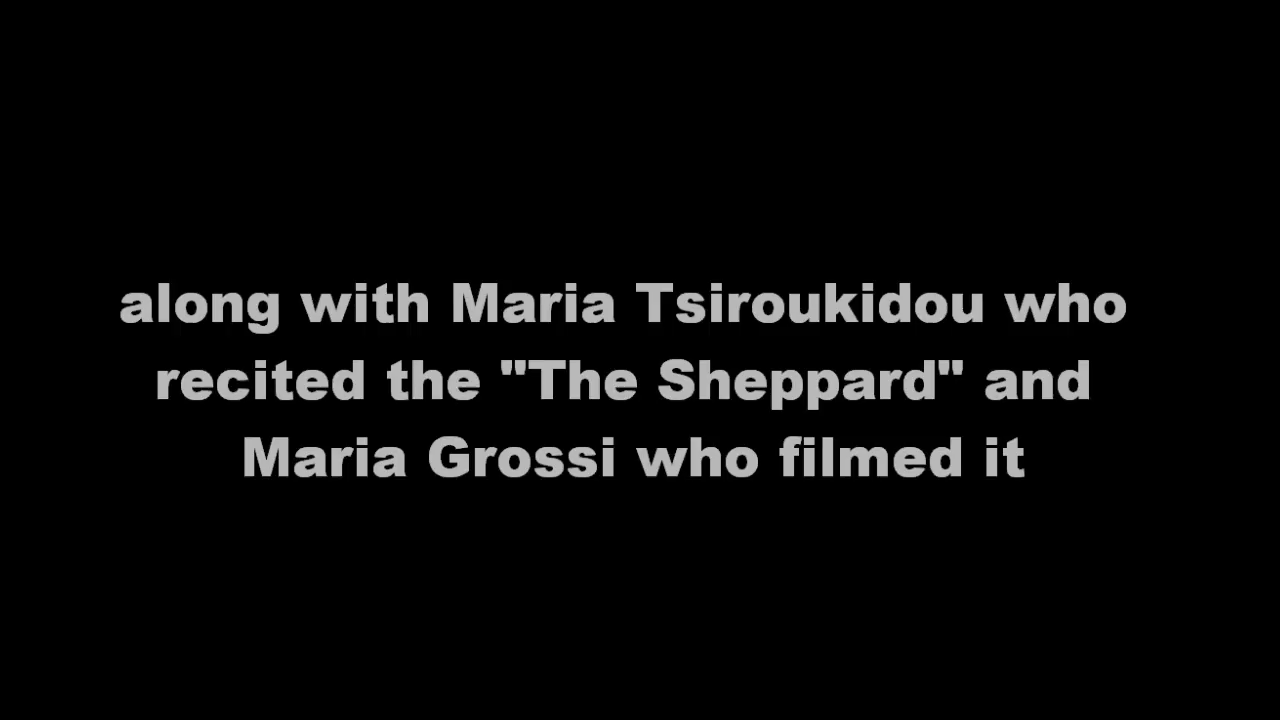 along with Maria Tsiroukidou who
recited the "The Sheppard" and
Maria Grossi who filmed it